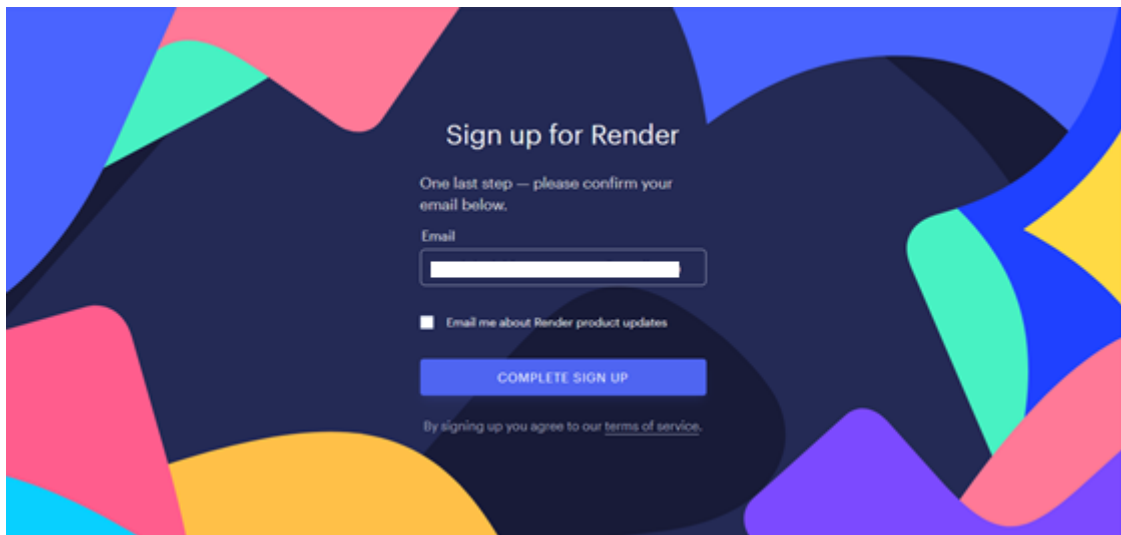 Sign up for Render
One last step — please confirm your
email below.
Email
Email me about Render product updates
COMPLETE SIGN UP
By signing up you agree to our terms of service.